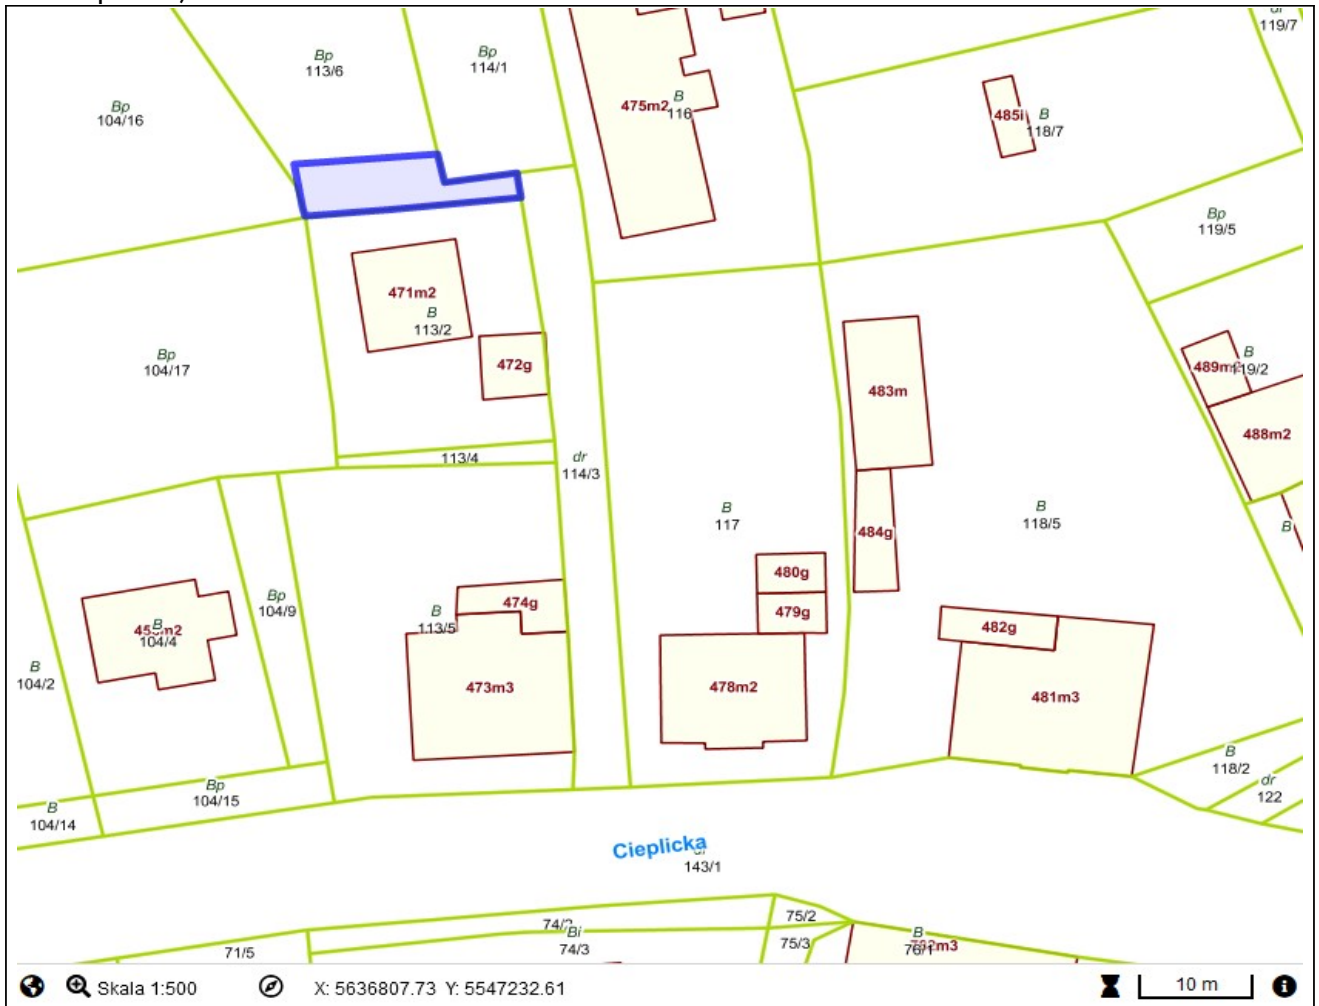 119/7
Bp
113/6
Bp
114/1
Bp
104/16
475m2
B
116
485i
B
118/7
Bp
119/5
471m2
B
113/2
472g
Bp
104/17
483m
B
119/2
488m2
113/4
dr
114/3
B
117
B
118/5
484g
B
480g
479g
474g
B
113/5
Bp
104/9
B
104/4
482g
B
104/2
473m3
478m2
481m3
B
118/2
dr
122
Bp
104/15
B
104/14
Cieplicka
143/1
75/2
Bi
74/3
75/3
71/5
B
76/1
Skala 1:500
X: 5636807.73 Y: 5547232.61
10 m